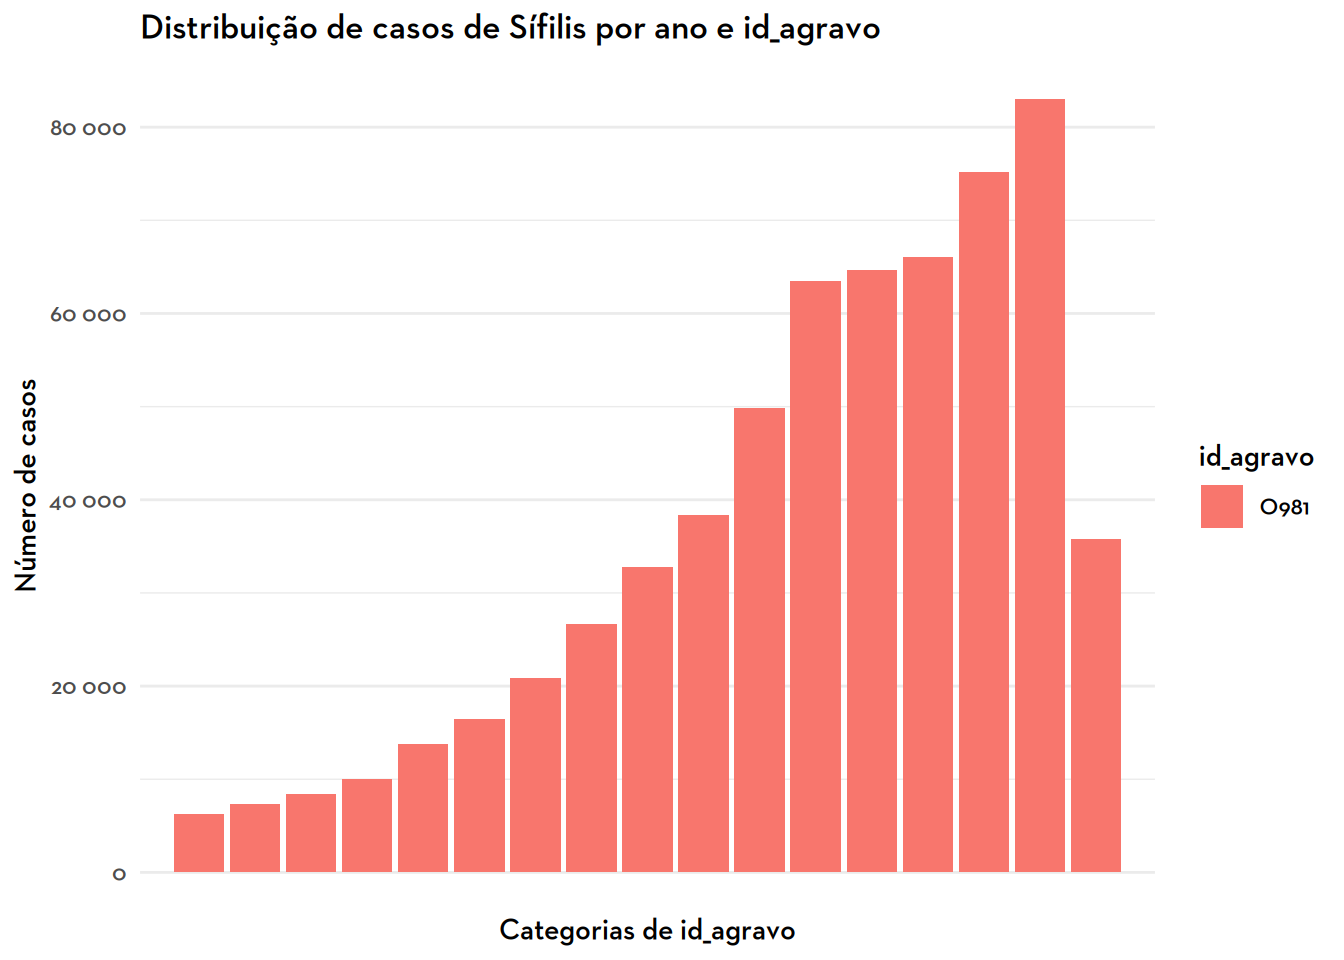 Distribuição de casos de Sífilis por ano e id_agravo
80 000
60 000
40 000
20 000
0
Número de casos
Categorias de id_agravo
id_agravo
O981